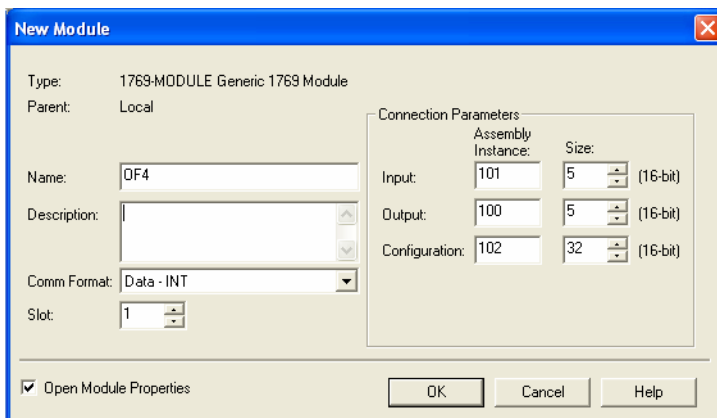 New Module
Type: 1769-MODULE Generic 1769 Module
Parent: Local
Connection Parameters
Assembly Instance: Size:
Name: OF4
Input: 101 5 (16-bit)
Description:
Output: 100 5 (16-bit)
Configuration: 102 32 (16-bit)
Comm Format: Data - INT
Slot: 1
Open Module Properties
OK Cancel Help